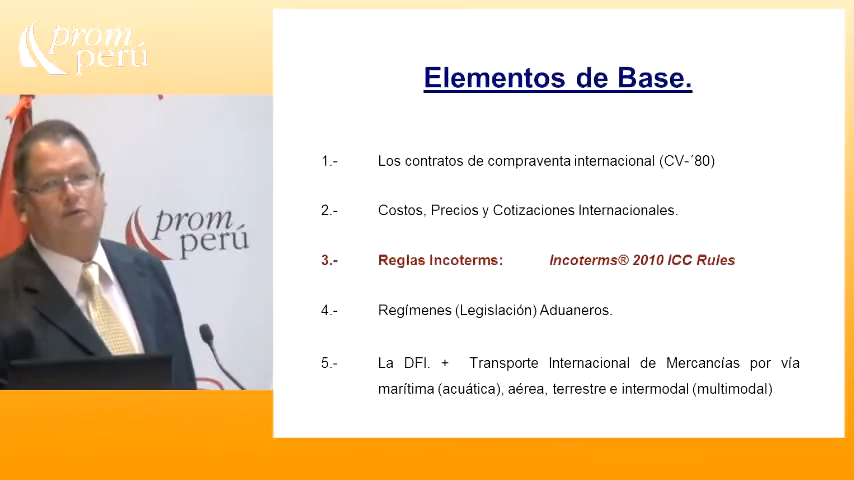 prom
perú
prom
perú
Elementos de Base.
1.- Los contratos de compraventa internacional (CV-´80)
2.- Costos, Precios y Cotizaciones Internacionales.
3.- Reglas Incoterms: Incoterms® 2010 ICC Rules
4.- Regímenes (Legislación) Aduaneros.
5.- La DFI. + Transporte Internacional de Mercancías por vía
marítima (acuática), aérea, terrestre e intermodal (multimodal)